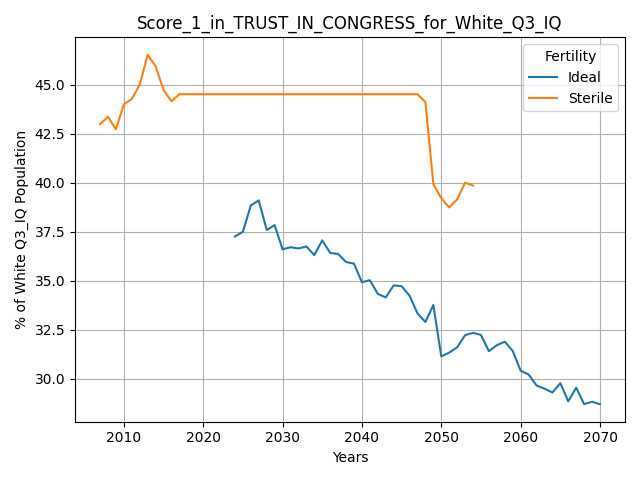 Score_1_in_TRUST_IN_CONGRESS_for_White_Q3_IQ
Fertility
Ideal
Sterile
% of White Q3_IQ Population
45.0
42.5
40.0
37.5
35.0
32.5
30.0
2010 2020 2030 2040 2050 2060 2070
Years